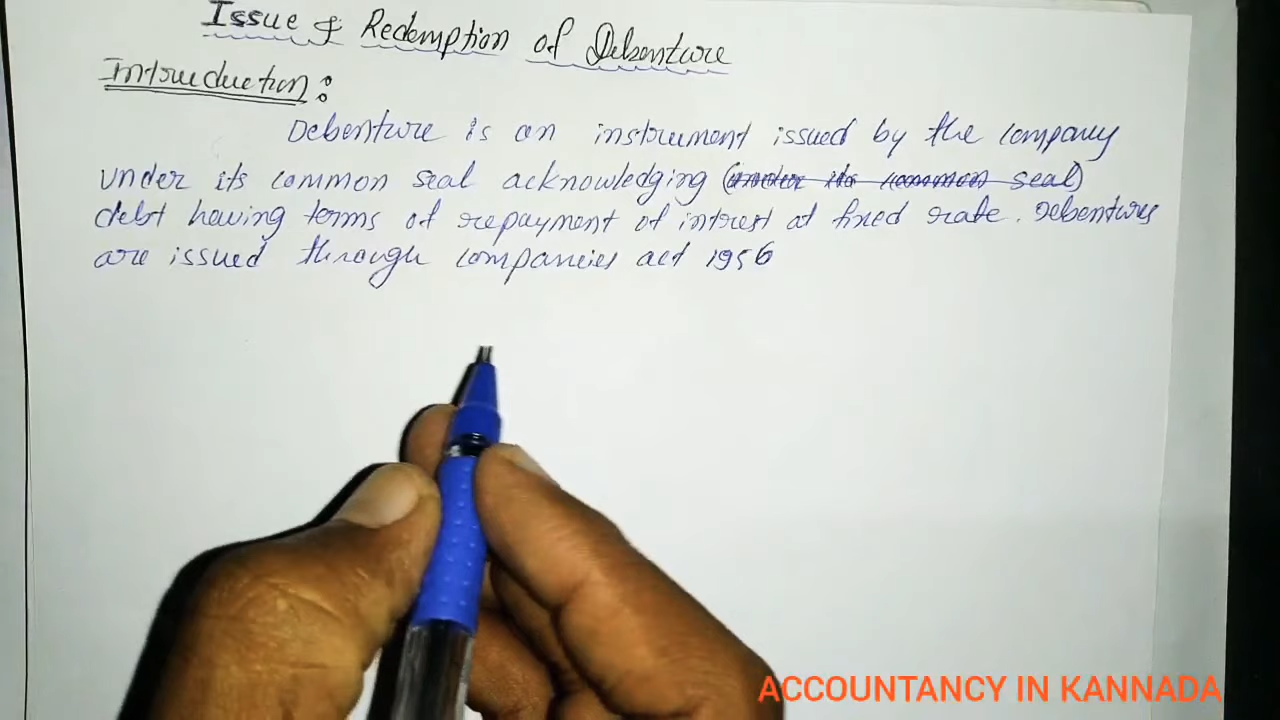 Issue & Redemption of Debenture
Intruduction :
Debenture is an instrument issued by the company
under its common seal acknowledging (under its common seal)
debt having terms of repayment of intrest at fixed rate. Debentures
are issued through companies act 1956
ACCOUNTANCY IN KANNADA